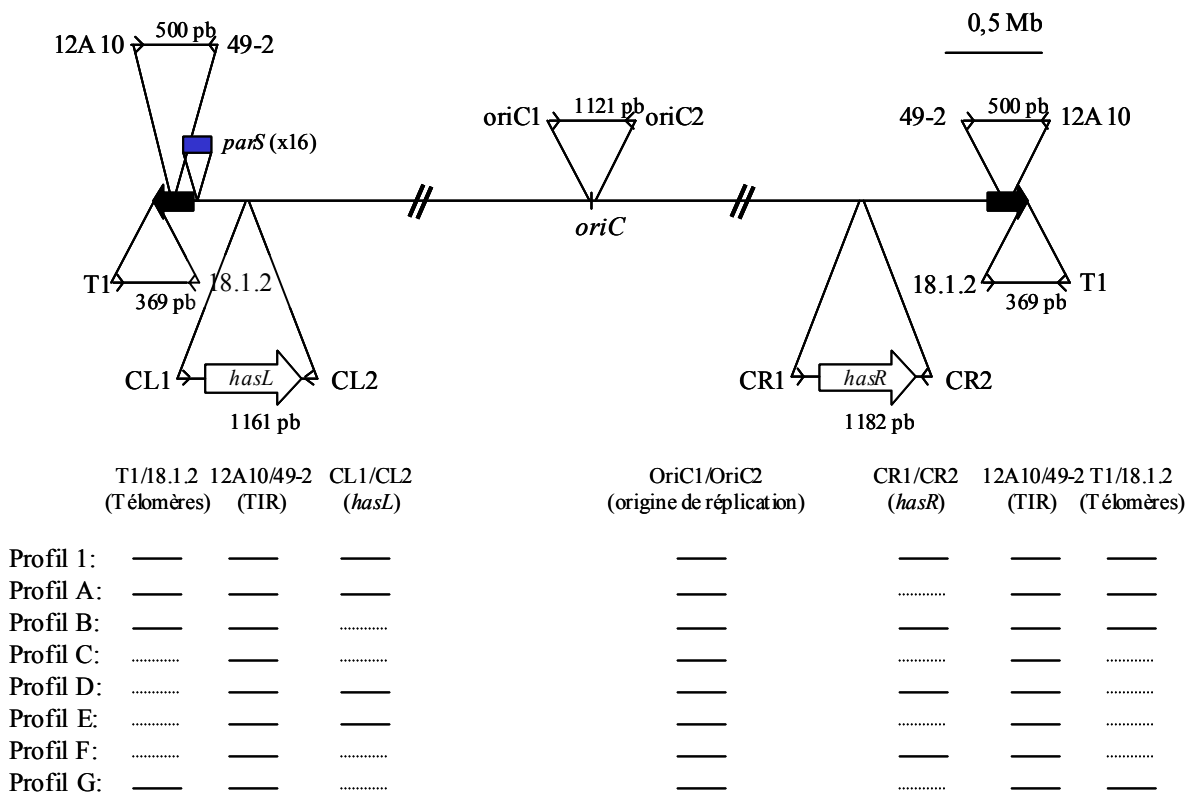 0,5 Mb
12A10 500 pb 49-2
oriC1 1121 pb oriC2
49-2 500 pb 12A10
parS (x16)
oriC
T1 369 pb 18.1.2
18.1.2 369 pb T1
CL1 hasL CL2
1161 pb
CR1 hasR CR2
1182 pb
T1/18.1.2 12A10/49-2 CL1/CL2 OriC1/OriC2 CR1/CR2 12A10/49-2 T1/18.1.2
(Télomères) (TIR) (hasL) (origine de réplication) (hasR) (TIR) (Télomères)
Profil 1:
Profil A:
Profil B:
Profil C:
Profil D:
Profil E:
Profil F:
Profil G: